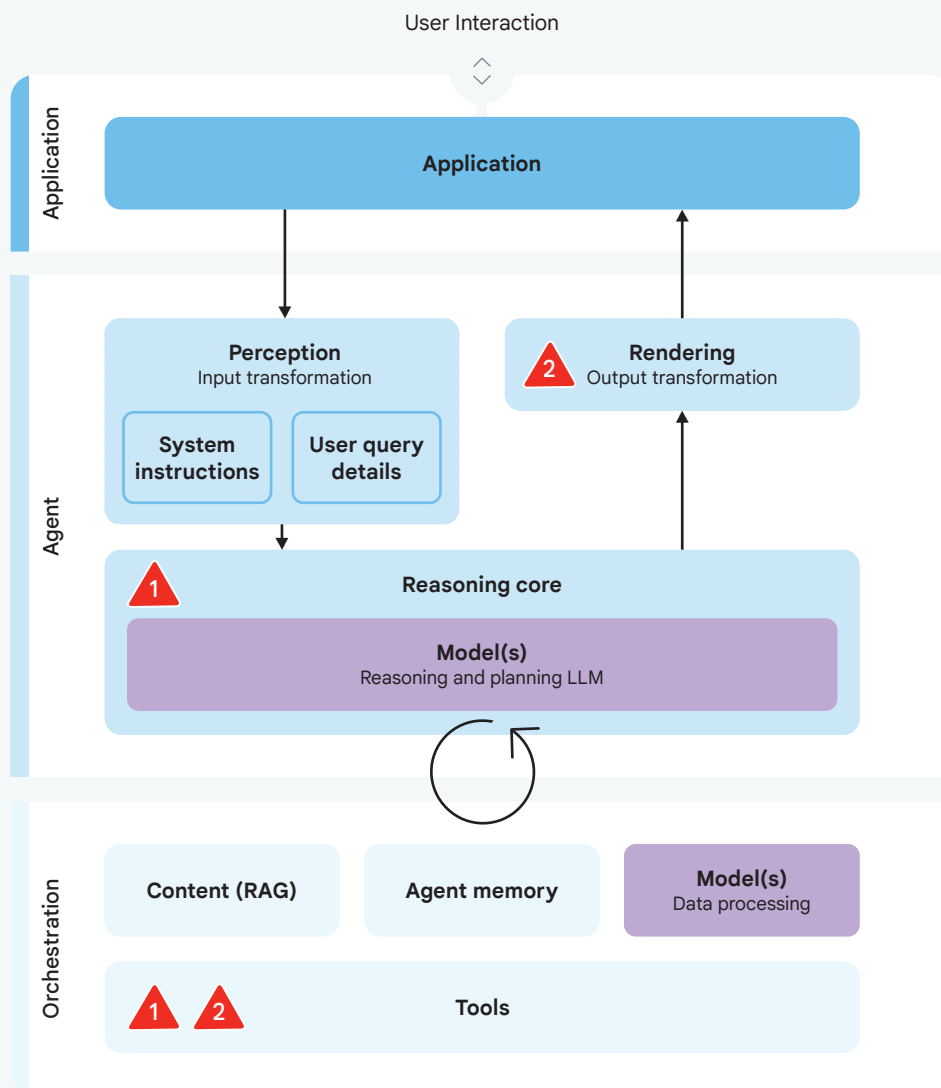 User Interaction
Application
Application
Agent
Perception
Input transformation
System
instructions
User query
details
2
Rendering
Output transformation
1
Reasoning core
Model(s)
Reasoning and planning LLM
Orchestration
Content (RAG)
Agent memory
Model(s)
Data processing
1
2
Tools